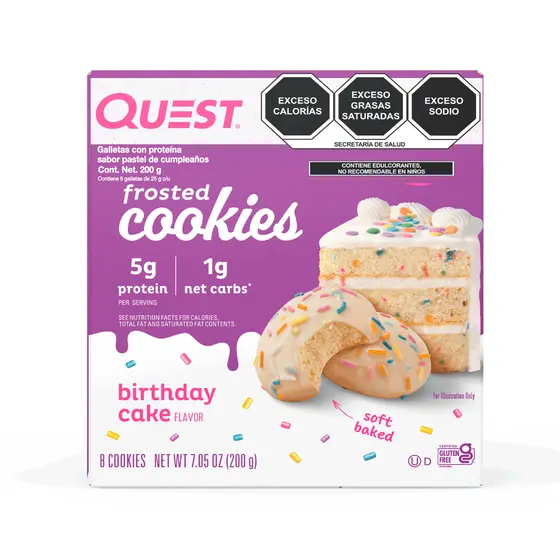 QUEST®
EXCESO
CALORÍAS
EXCESO
GRASAS
SATURADAS
EXCESO
SODIO
SECRETARÍA DE SALUD
CONTIENE EDULCORANTES,
NO RECOMENDABLE EN NIÑOS
Galletas con proteína
sabor pastel de cumpleaños
Cont. Net. 200 g
Contiene 8 galletas de 25 g c/u
frosted
cookies
5g
protein
PER SERVING
1g
net carbs*
SEE NUTRITION FACTS FOR CALORIES,
TOTAL FAT AND SATURATED FAT CONTENTS.
birthday
cake FLAVOR
soft
baked
For Illustration Only
8 COOKIES NET WT 7.05 OZ (200 g)
U D
CERTIFIED
GLUTEN
FREE